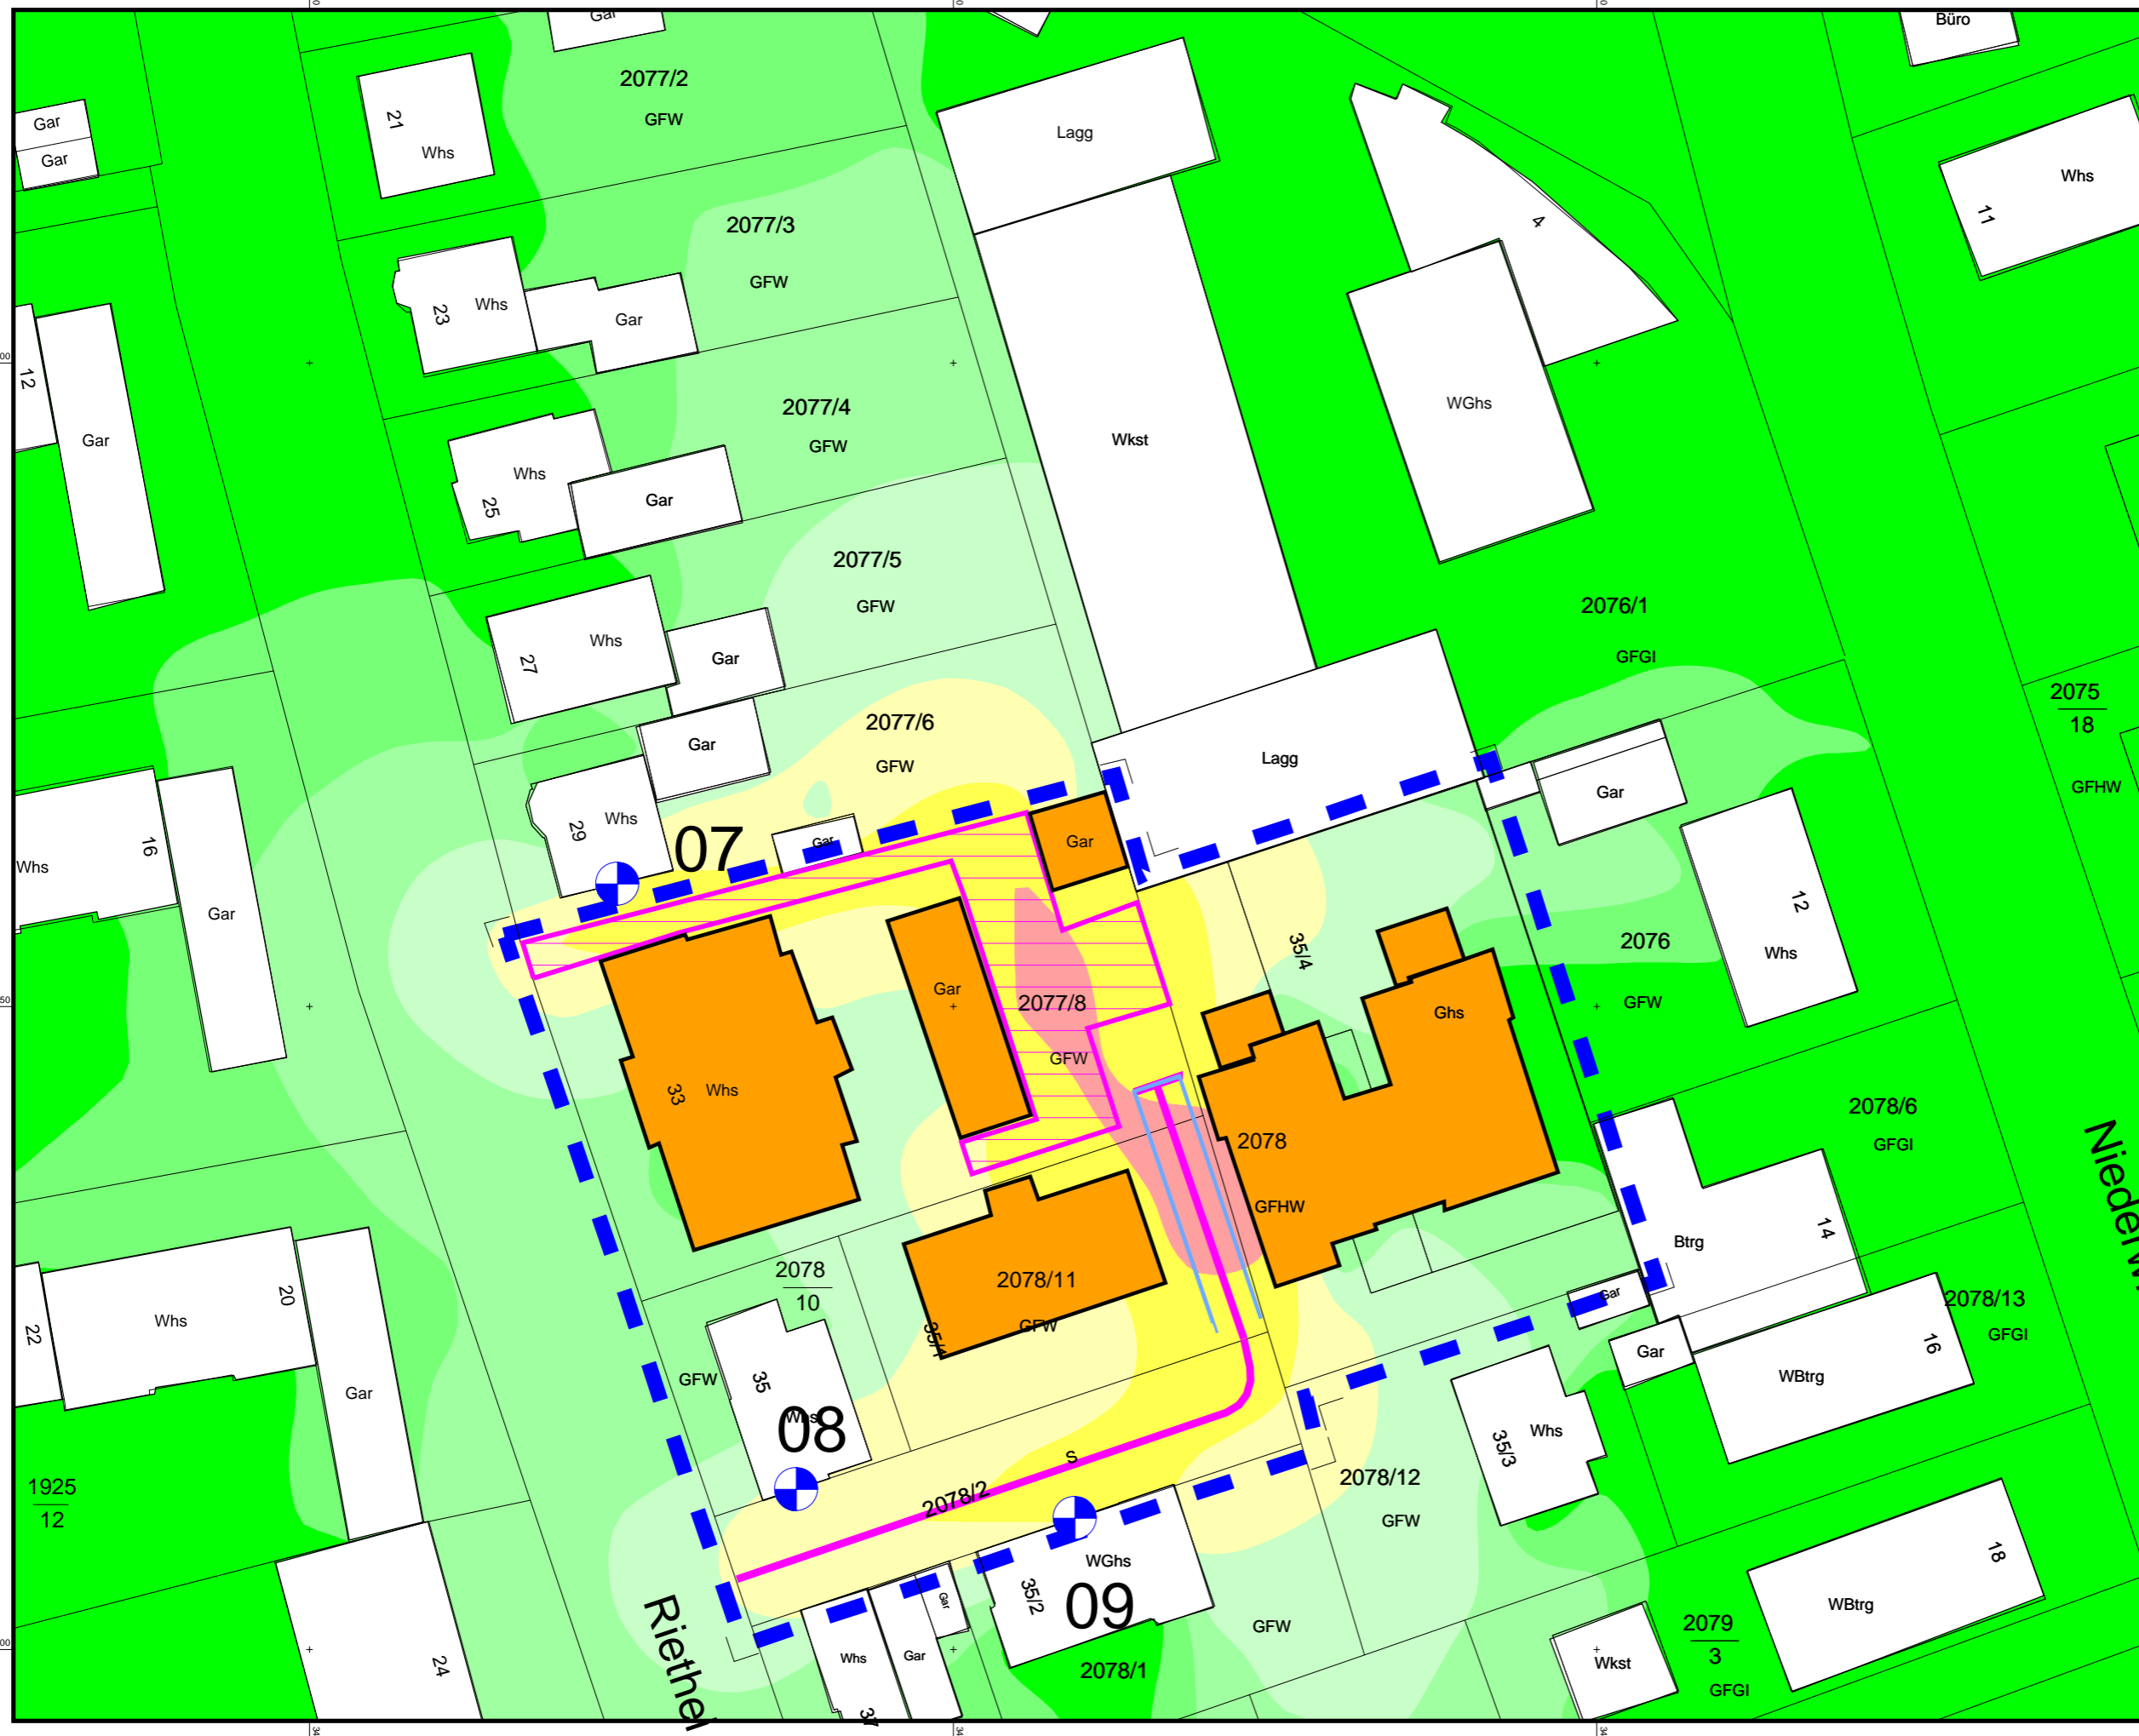 Gar
Büro
2077/2
GFW
21
Whs
Gar
Gar
Lagg
Whs
11
4
2077/3
GFW
23
Whs
Gar
12
Gar
2077/4
GFW
WGhs
Wkst
Whs
25
Gar
2077/5
GFW
2076/1
GFGI
27
Whs
Gar
2075
18
GFHW
2077/6
GFW
Gar
Lagg
Gar
29
Whs
07
Gar
Gar
16
Whs
Gar
12
Whs
2076
GFW
35/4
Gar
2077/8
GFW
Ghs
33
Whs
2078/6
GFGI
2078
GFHW
Niederw
Btrg
14
2078
10
2078/11
GFW
35/1
Gar
2078/13
GFGI
20
Whs
22
Gar
GFW
35
Whs
08
Gar
16
WBtrg
Whs
35/3
S
2078/12
GFW
2078/2
1925
12
WGhs
35/2
09
Gar
18
WBtrg
Riethel
GFW
2079
3
GFGI
24
Whs
Gar
37
2078/1
Wkst